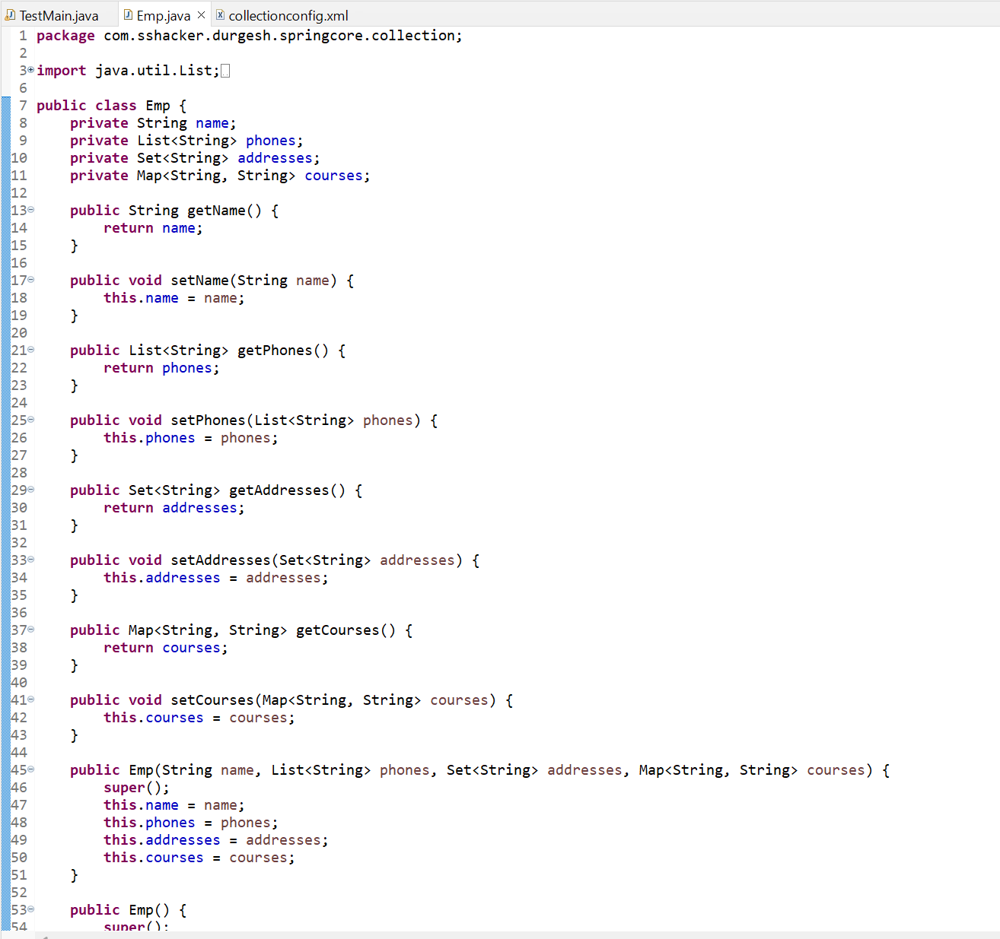 TestMain.java Emp.java collectionconfig.xml
1 package com.sshacker.durgesh.springcore.collection;
2
3 import java.util.List;
6
7 public class Emp {
8 private String name;
9 private List<String> phones;
10 private Set<String> addresses;
11 private Map<String, String> courses;
12
13 public String getName() {
14 return name;
15 }
16
17 public void setName(String name) {
18 this.name = name;
19 }
20
21 public List<String> getPhones() {
22 return phones;
23 }
24
25 public void setPhones(List<String> phones) {
26 this.phones = phones;
27 }
28
29 public Set<String> getAddresses() {
30 return addresses;
31 }
32
33 public void setAddresses(Set<String> addresses) {
34 this.addresses = addresses;
35 }
36
37 public Map<String, String> getCourses() {
38 return courses;
39 }
40
41 public void setCourses(Map<String, String> courses) {
42 this.courses = courses;
43 }
44
45 public Emp(String name, List<String> phones, Set<String> addresses, Map<String, String> courses) {
46 super();
47 this.name = name;
48 this.phones = phones;
49 this.addresses = addresses;
50 this.courses = courses;
51 }
52
53 public Emp() {
54 super();